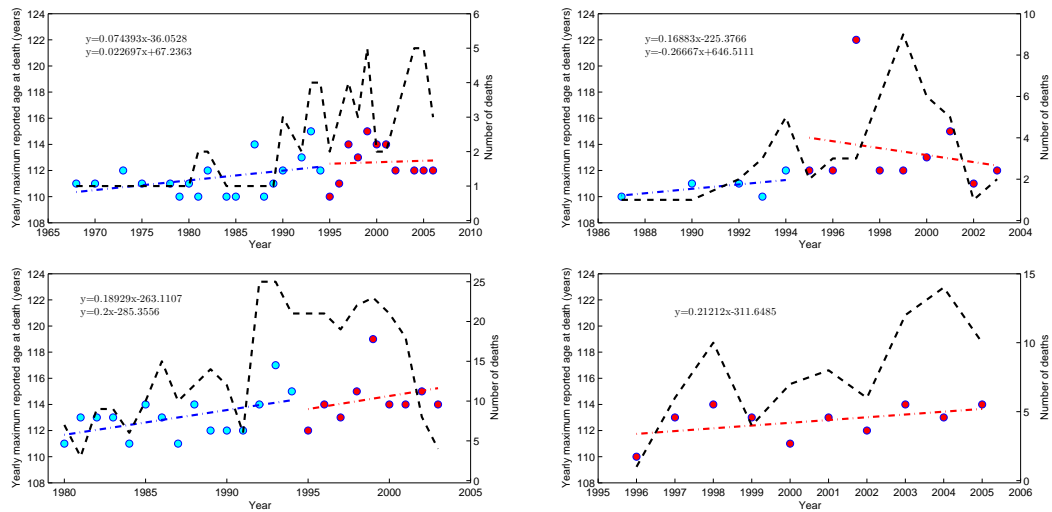 124
122
120
118
116
114
112
110
108
Yearly maximum reported age at death (years)
y=0.074393x-36.0528
y=0.022697x+67.2363
6
5
4
3
2
1
0
Number of deaths
1965 1970 1975 1980 1985 1990 1995 2000 2005 2010
Year
124
122
120
118
116
114
112
110
108
Yearly maximum reported age at death (years)
y=0.16883x-225.3766
y=-0.26667x+646.5111
10
8
6
4
2
0
Number of deaths
1986 1988 1990 1992 1994 1996 1998 2000 2002 2004
Year
124
122
120
118
116
114
112
110
108
Yearly maximum reported age at death (years)
y=0.18929x-263.1107
y=0.2x-285.3556
25
20
15
10
5
0
Number of deaths
1980 1985 1990 1995 2000 2005
Year
124
122
120
118
116
114
112
110
108
Yearly maximum reported age at death (years)
y=0.21212x-311.6485
15
10
5
0
Number of deaths
1995 1996 1997 1998 1999 2000 2001 2002 2003 2004 2005 2006
Year